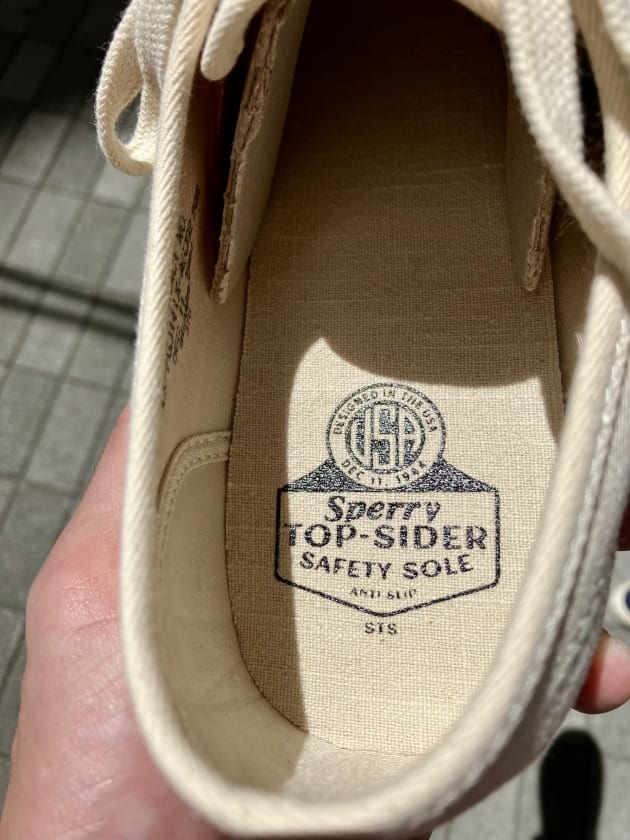 DESIGNED IN THE USA
USA
DEC 11, 1944
Sperry
TOP-SIDER
SAFETY SOLE
ANTI SLIP
STS